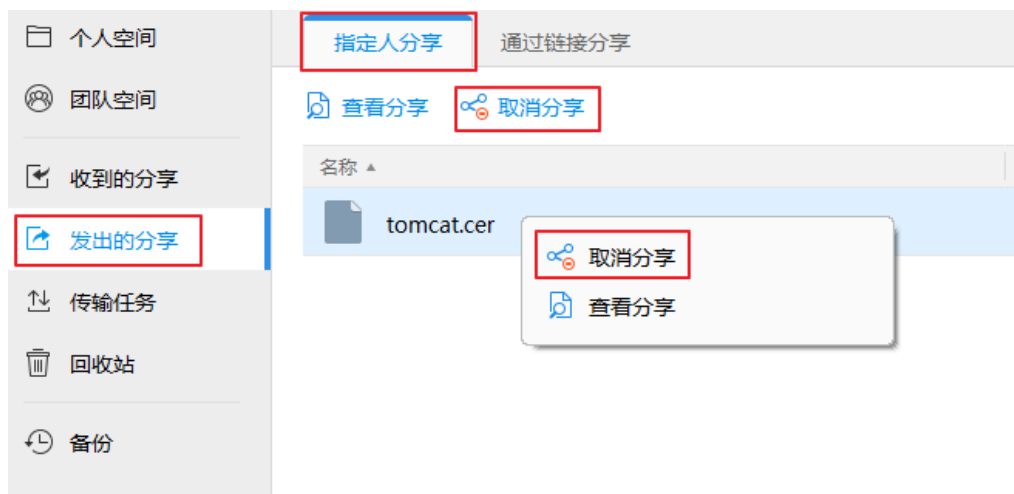 个人空间
团队空间
收到的分享
发出的分享
传输任务
回收站
备份
指定人分享 通过链接分享
查看分享 取消分享
名称
tomcat.cer
取消分享
查看分享